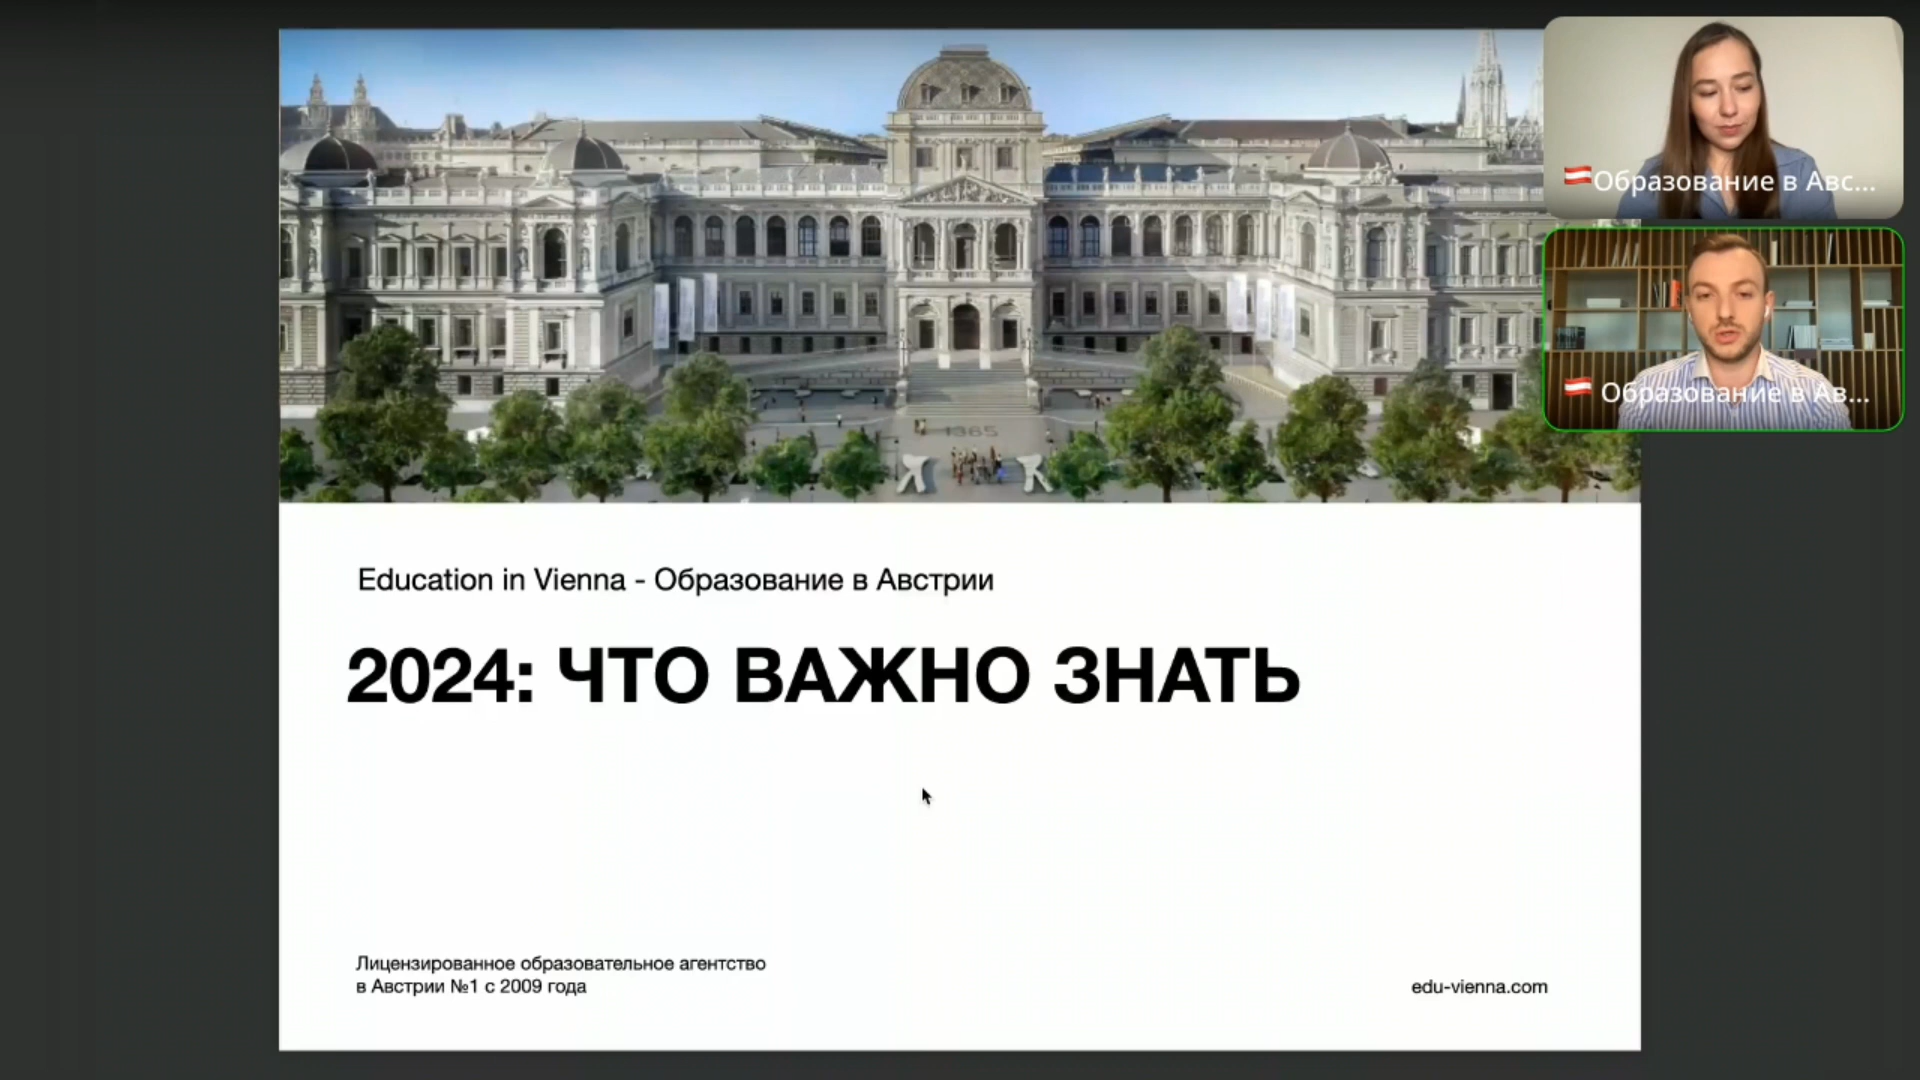 🇦🇹Образование в Авс...
🇦🇹 Образование в Ав...
1365
Education in Vienna - Образование в Австрии
2024: ЧТО ВАЖНО ЗНАТЬ
Лицензированное образовательное агентство
в Австрии №1 с 2009 года
edu-vienna.com